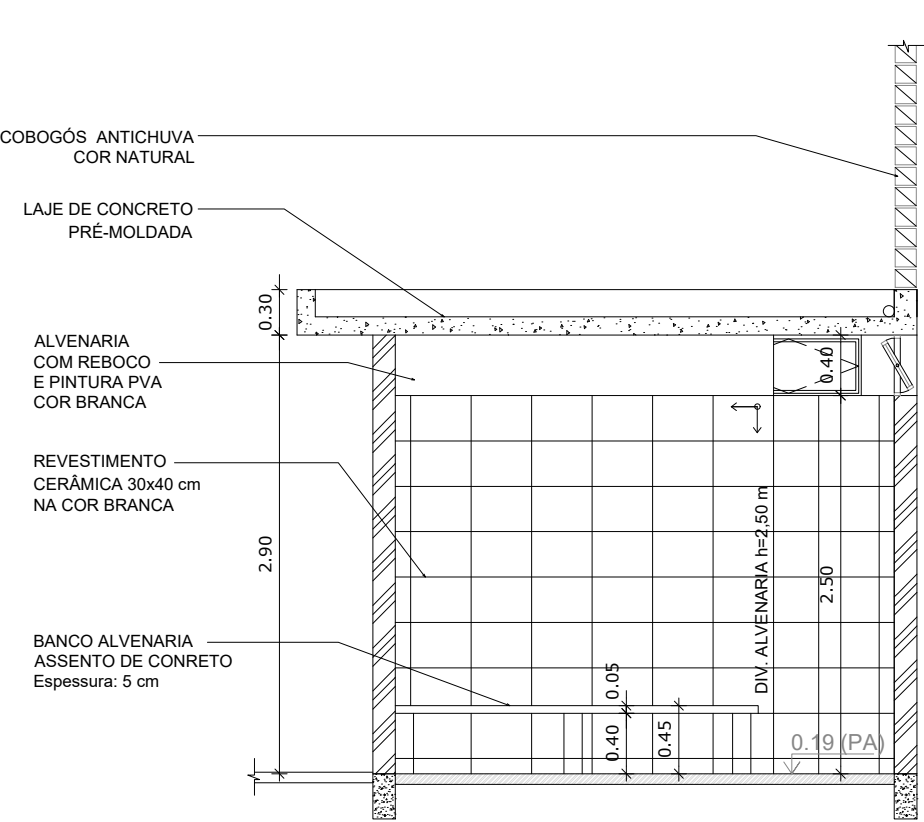 COBOGÓS ANTICHUVA
COR NATURAL
LAJE DE CONCRETO
PRÉ-MOLDADA
0.30
ALVENARIA
COM REBOCO
E PINTURA PVA
COR BRANCA
0.40
REVESTIMENTO
CERÂMICA 30x40 cm
NA COR BRANCA
2.90
DIV. ALVENARIA h=2,50 m
2.50
BANCO ALVENARIA
ASSENTO DE CONRETO
Espessura: 5 cm
0.05
0.40
0.45
0.19 (PA)